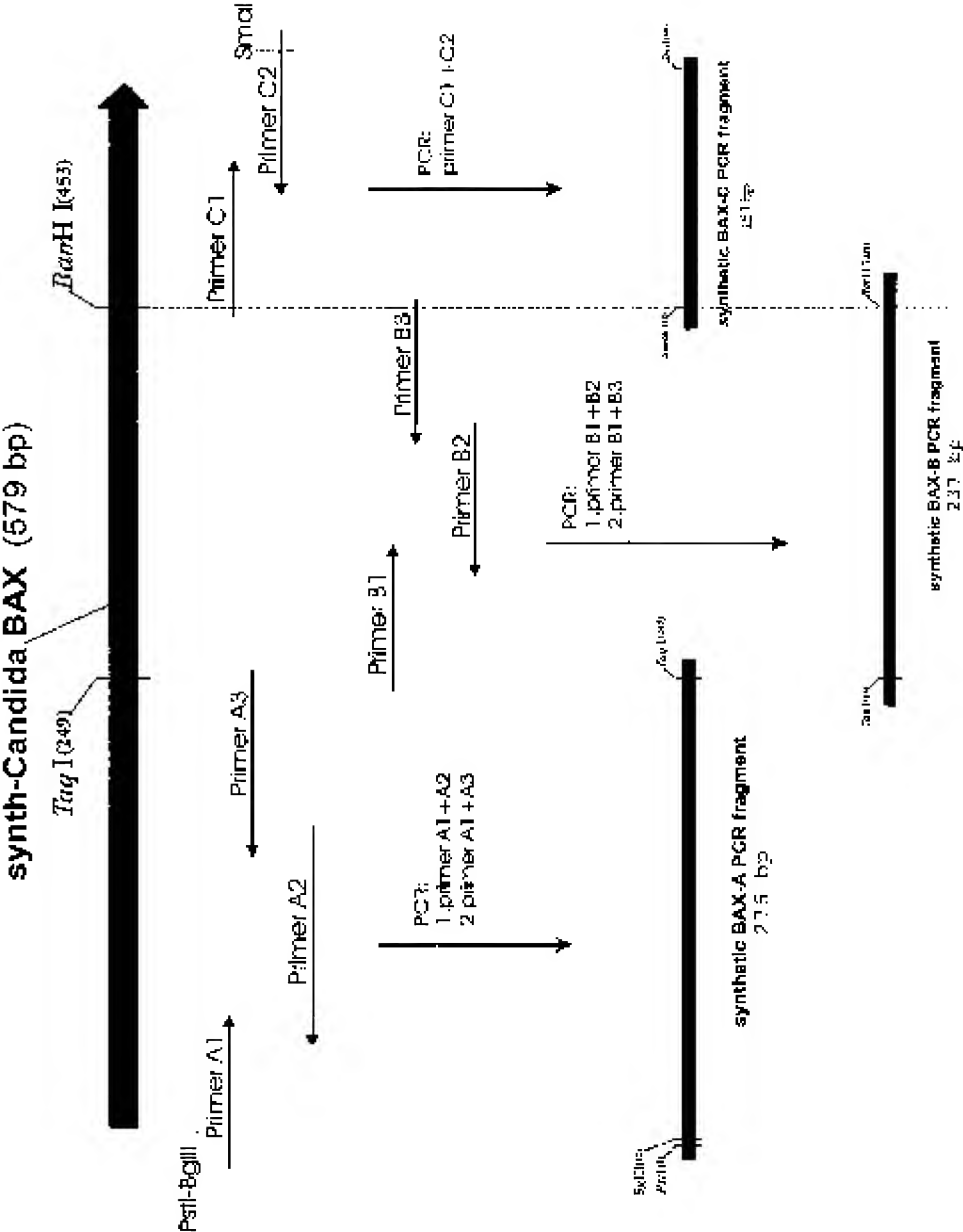 synth-Candida BAX (579 bp)
Taq I(249)
BamH I(453)
PstI-BglII
Primer A1
Primer A2
Primer A3
Primer B1
Primer B2
Primer B3
Primer C1
Primer C2
SmaI
PCR:
1.primer A1+A2
2.primer A1+A3
PCR:
1.primer B1+B2
2.primer B1+B3
PCR:
primer C1+C2
synthetic BAX-A PCR fragment
bp
synthetic BAX-B PCR fragment
bp
synthetic BAX-C PCR fragment
bp